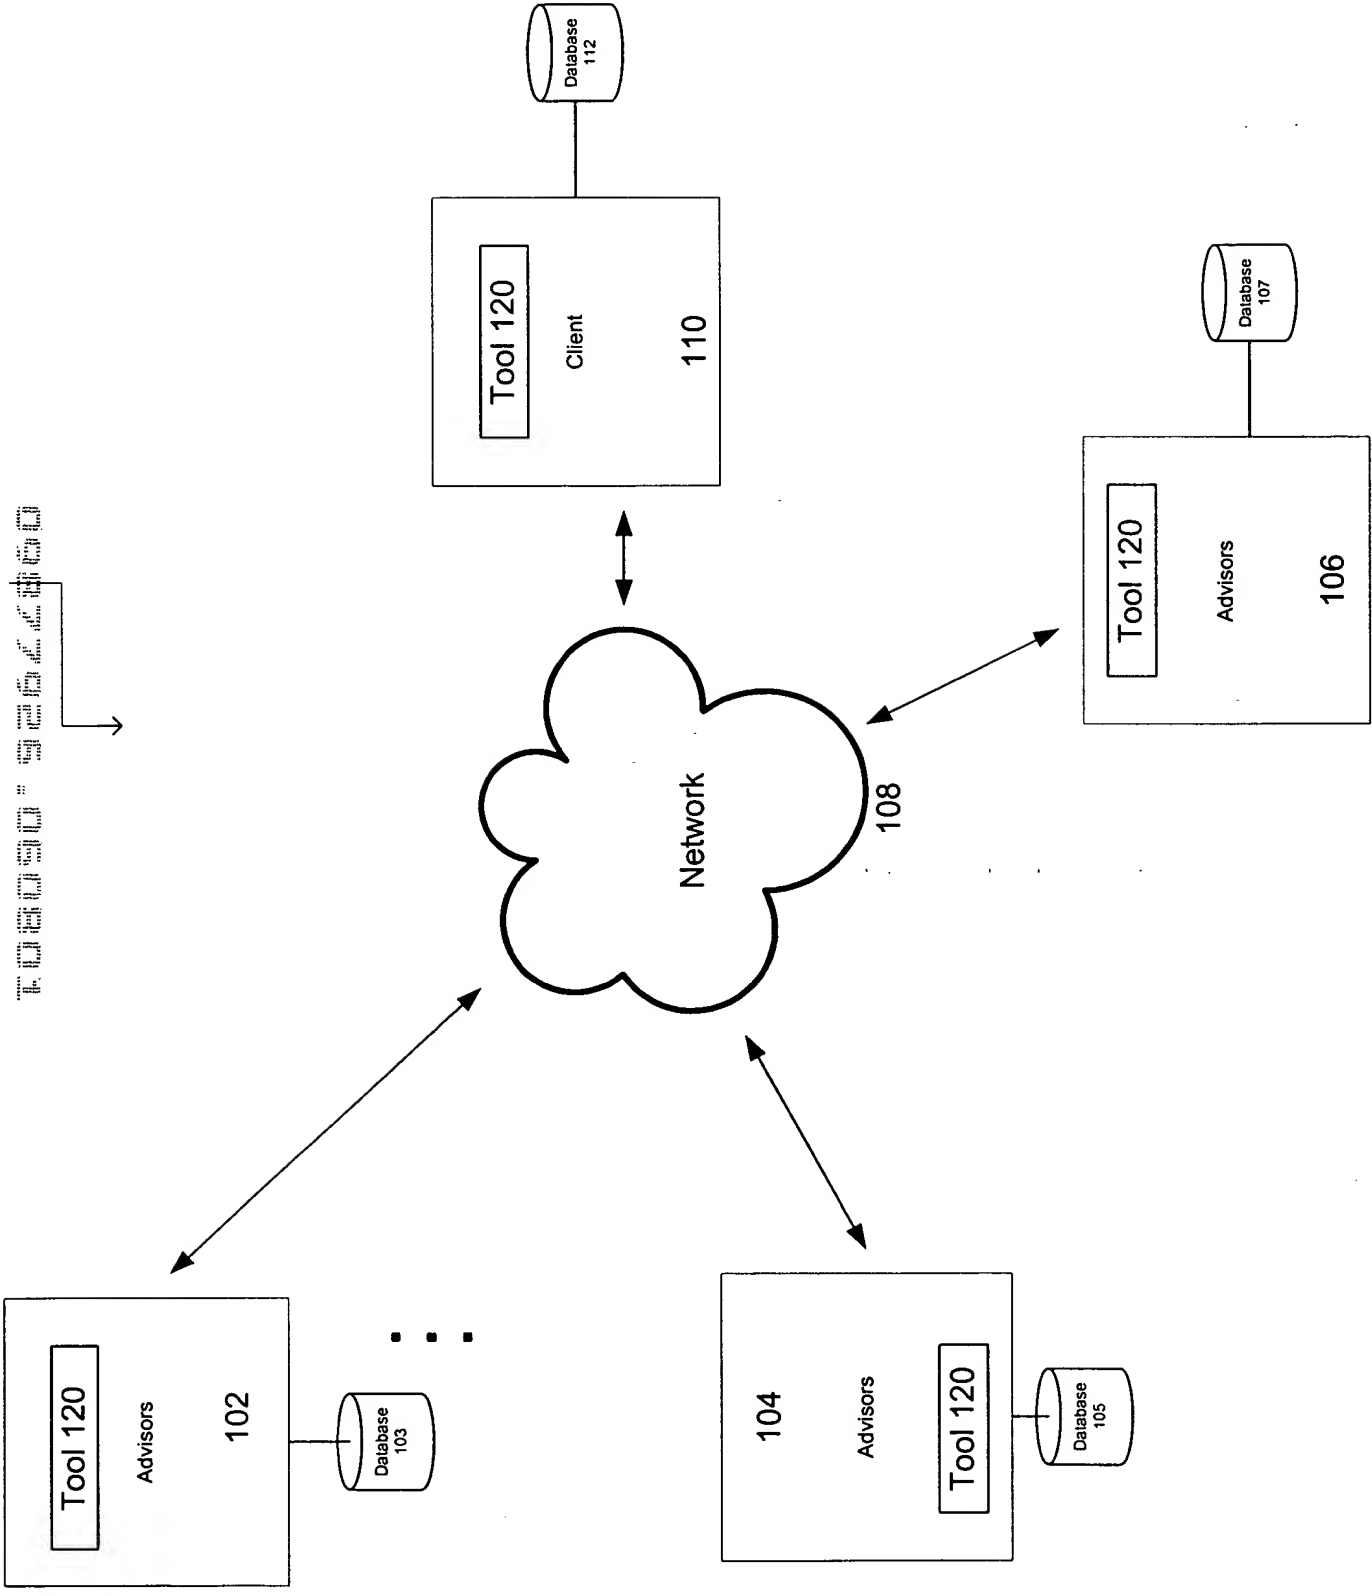 Tool 120
Advisors
102
Database
103
104
Advisors
Tool 120
Database
105
Network
108
Tool 120
Client
110
Database
112
Tool 120
Advisors
106
Database
107